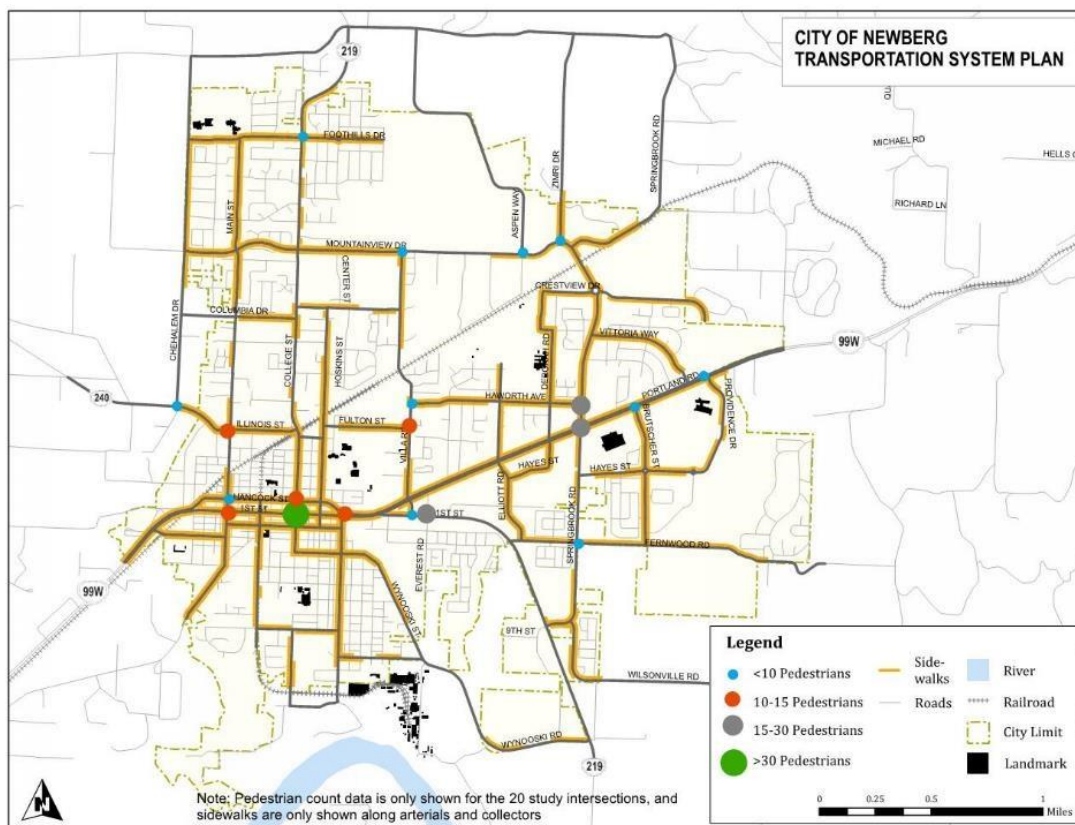 CITY OF NEWBERG
TRANSPORTATION SYSTEM PLAN
219
FOOTHILLS DR
MAIN ST
ZIMRI DR
SPRINGBROOK RD
ASPEN WAY
MICHAEL RD
HELLS
RICHARD LN
MOUNTAINVIEW DR
CENTER ST
CRESTVIEW DR
CHEHALEM DR
COLUMBIA DR
COLLEGE ST
HOSKINS ST
VITTORIA WAY
DEBORAH RD
99W
PORTLAND RD
240
HAWORTH AVE
PROVIDENCE DR
ILLINOIS ST
FULTON ST
BRUTSCHER ST
HAYES ST
HAYES ST
ELLIOTT RD
HANCOCK ST
1ST ST
1ST ST
SPRINGBROOK RD
FERNWOOD RD
EVEREST RD
99W
WYNOOSKI ST
9TH ST
WILSONVILLE RD
WYNOOSKI RD
219
Legend
<10 Pedestrians
10-15 Pedestrians
15-30 Pedestrians
>30 Pedestrians
Side-
walks
Roads
River
Railroad
City Limit
Landmark
N
0 0.25 0.5 1
Miles
Note: Pedestrian count data is only shown for the 20 study intersections, and
sidewalks are only shown along arterials and collectors